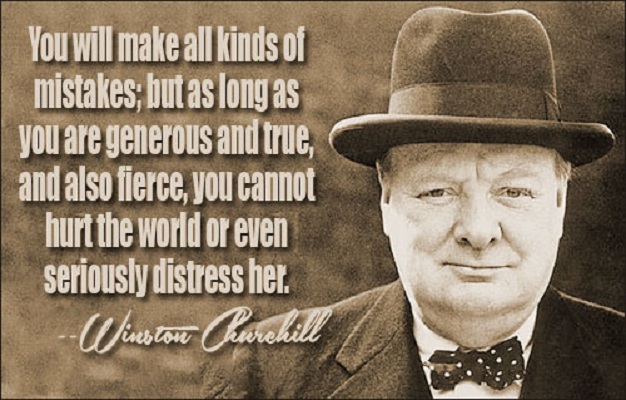 You will make all kinds of
mistakes; but as long as
you are generous and true,
and also fierce, you cannot
hurt the world or even
seriously distress her.
--Winston Churchill